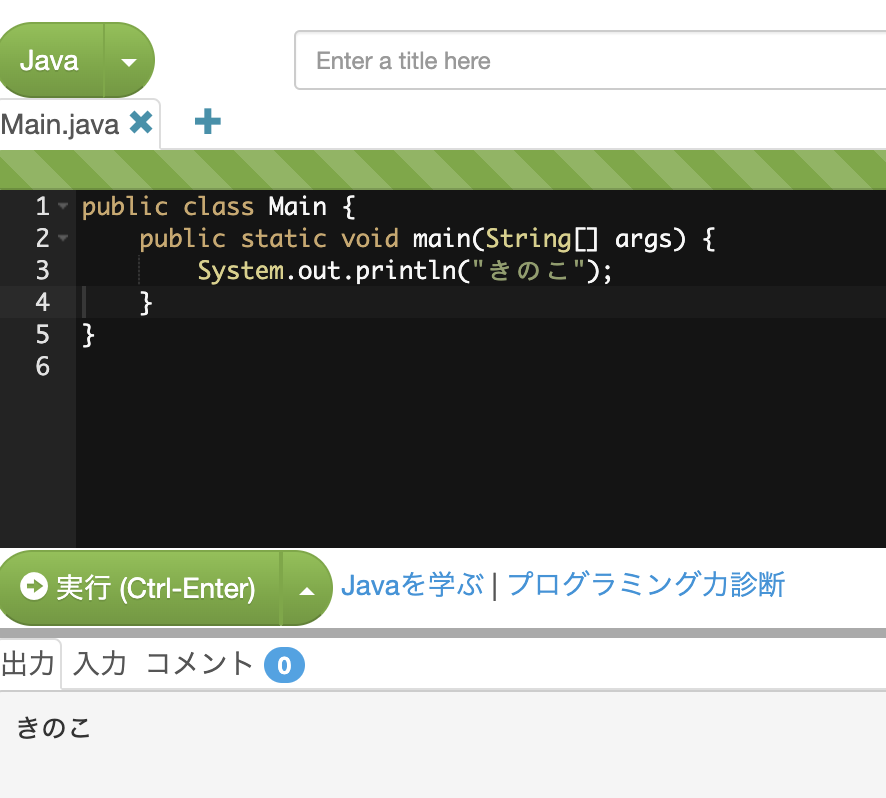 Java
Enter a title here
Main.java
1 public class Main {
2     public static void main(String[] args) {
3         System.out.println("きのこ");
4     }
5 }
6
実行 (Ctrl-Enter) Javaを学ぶ | プログラミング力診断
出力 入力 コメント 0
きのこ